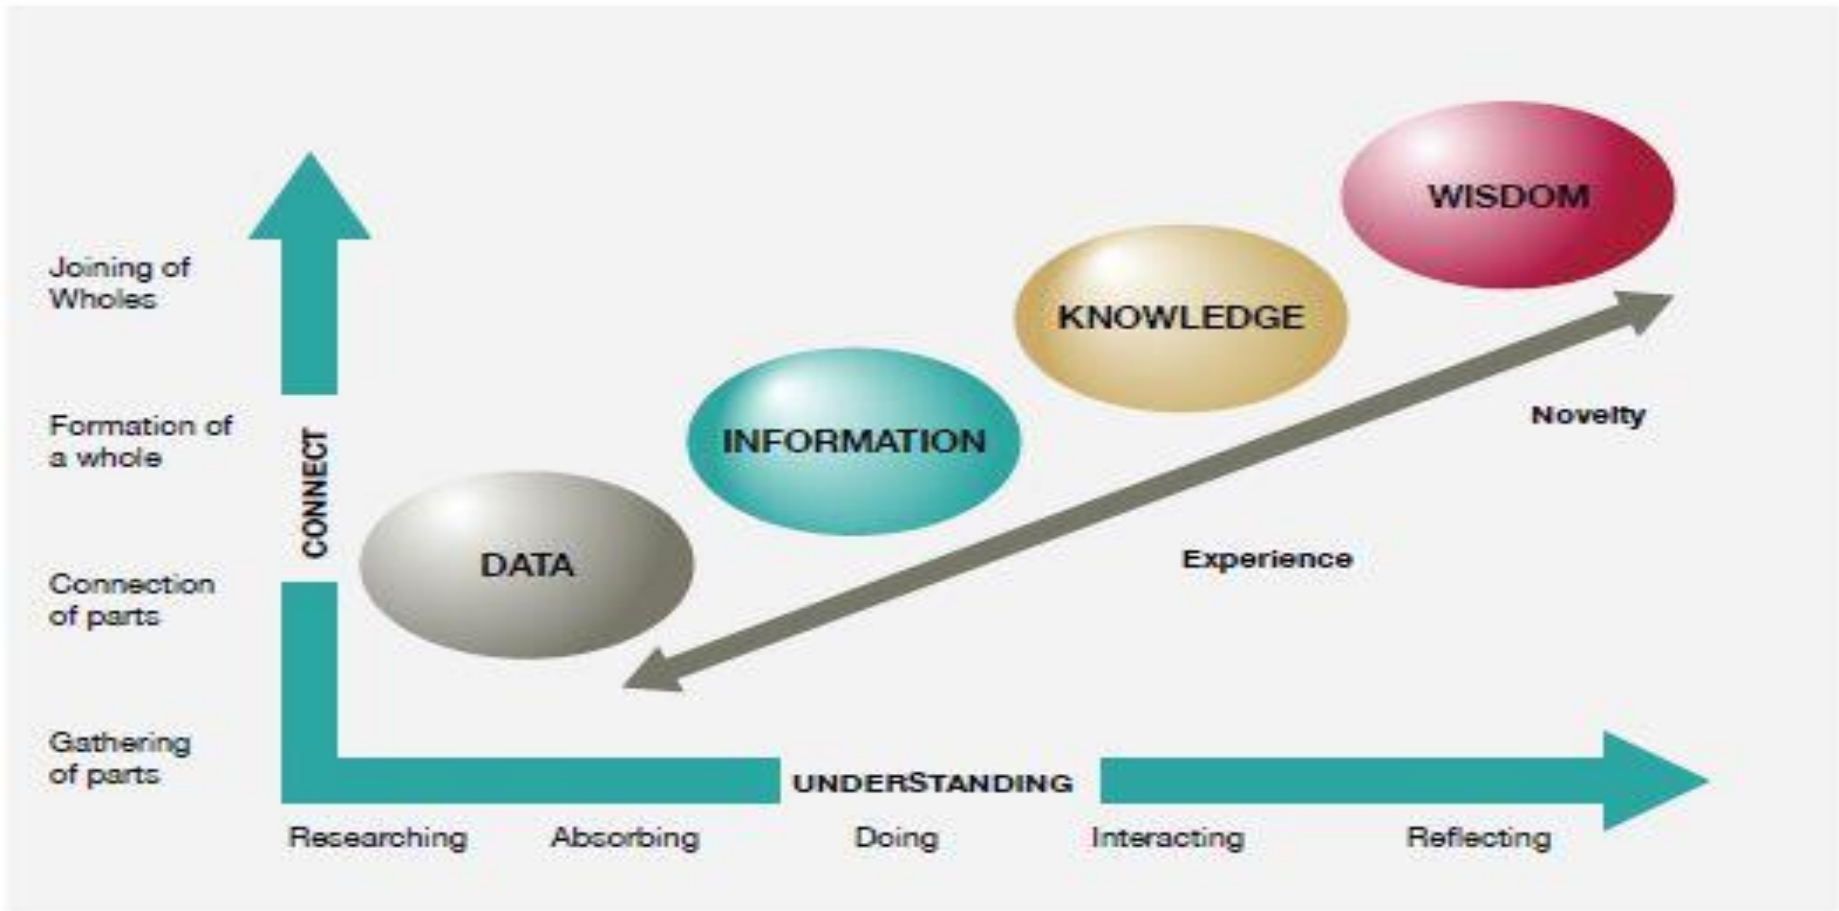 WISDOM
KNOWLEDGE
INFORMATION
DATA
Joining of
Wholes
Formation of
a whole
Connection
of parts
Gathering
of parts
CONNECT
Novelty
Experience
UNDERSTANDING
Researching
Absorbing
Doing
Interacting
Reflecting